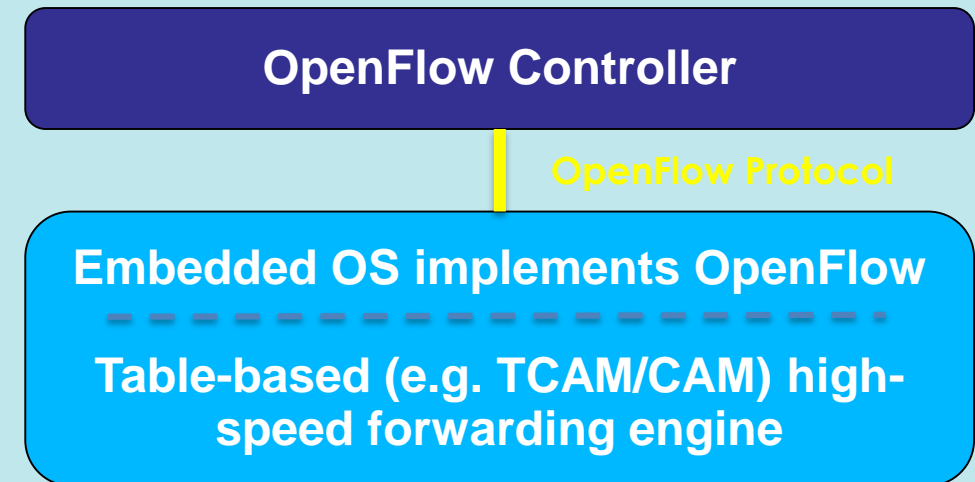 OpenFlow Controller
OpenFlow Protocol
Embedded OS implements OpenFlow
Table-based (e.g. TCAM/CAM) high-
speed forwarding engine